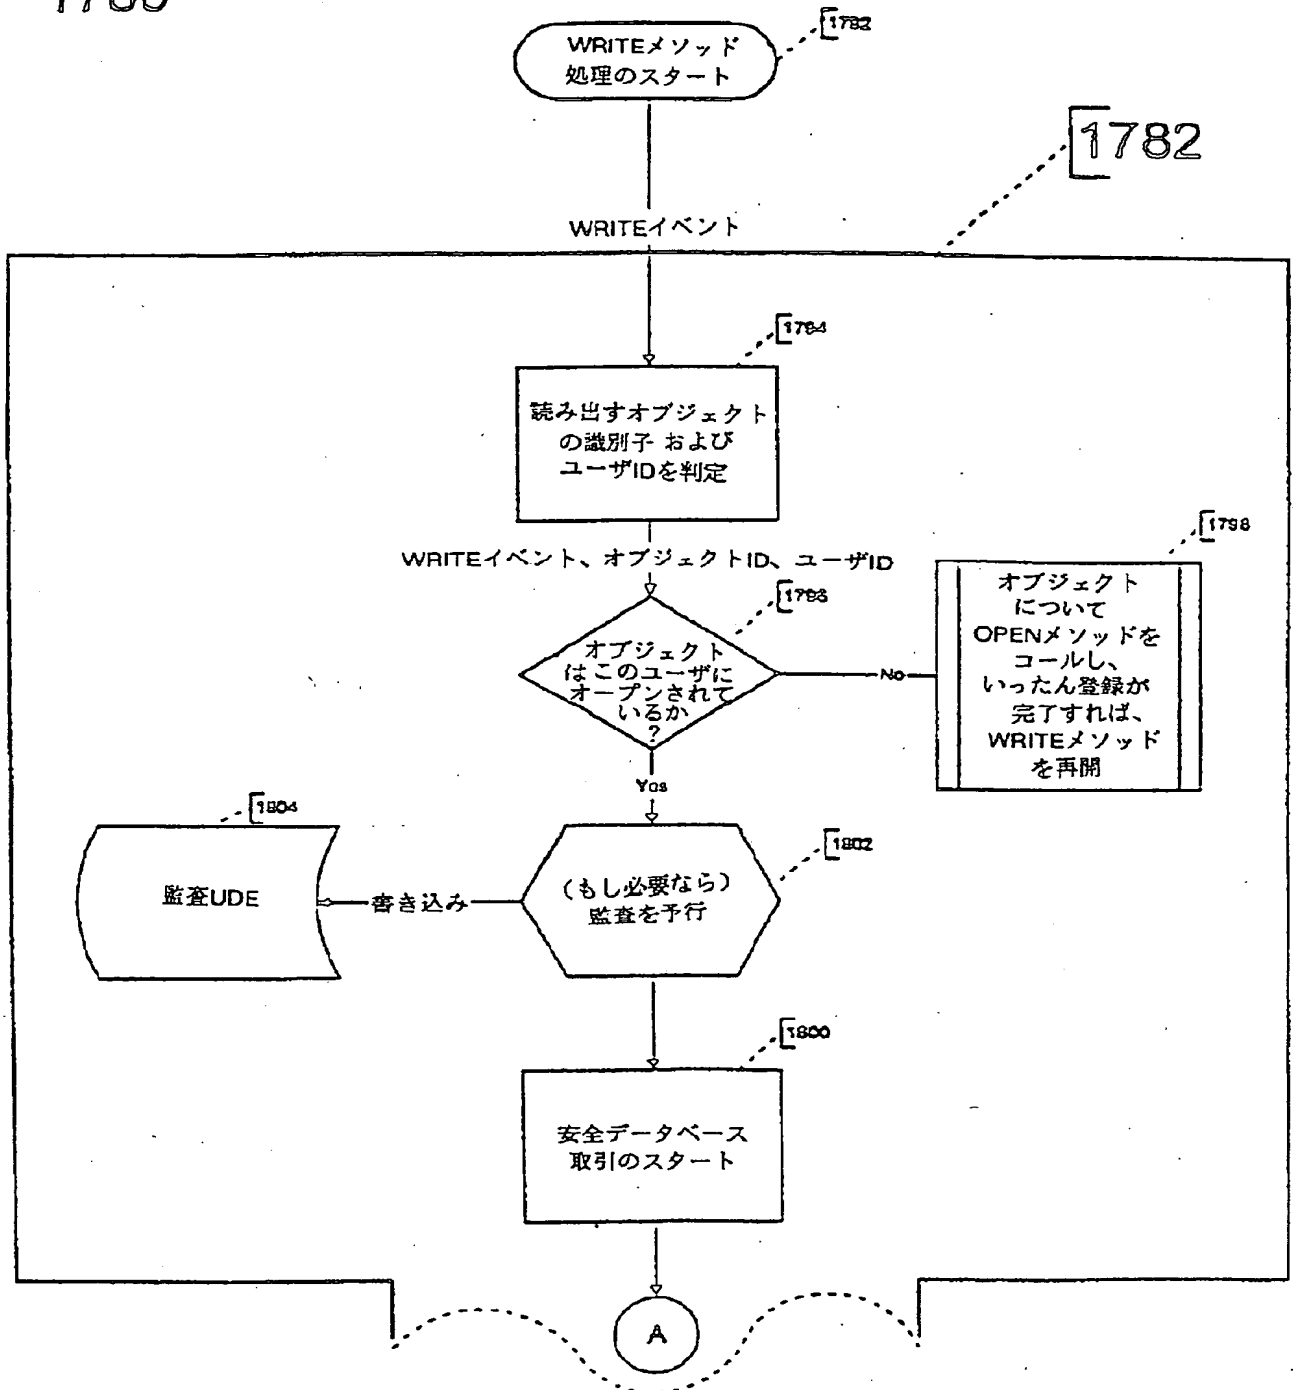 WRITEメソッド
処理のスタート
1792
1782
WRITEイベント
1794
読み出すオブジェクト
の識別子 および
ユーザIDを判定
WRITEイベント、オブジェクトID、ユーザID
1796
オブジェクト
はこのユーザに
オープンされて
いるか
?
No
1798
オブジェクト
について
OPENメソッドを
コールし、
いったん登録が
完了すれば、
WRITEメソッド
を再開
Yes
1804
監査UDE
書き込み
1802
(もし必要なら)
監査を予行
1800
安全データベース
取引のスタート
A